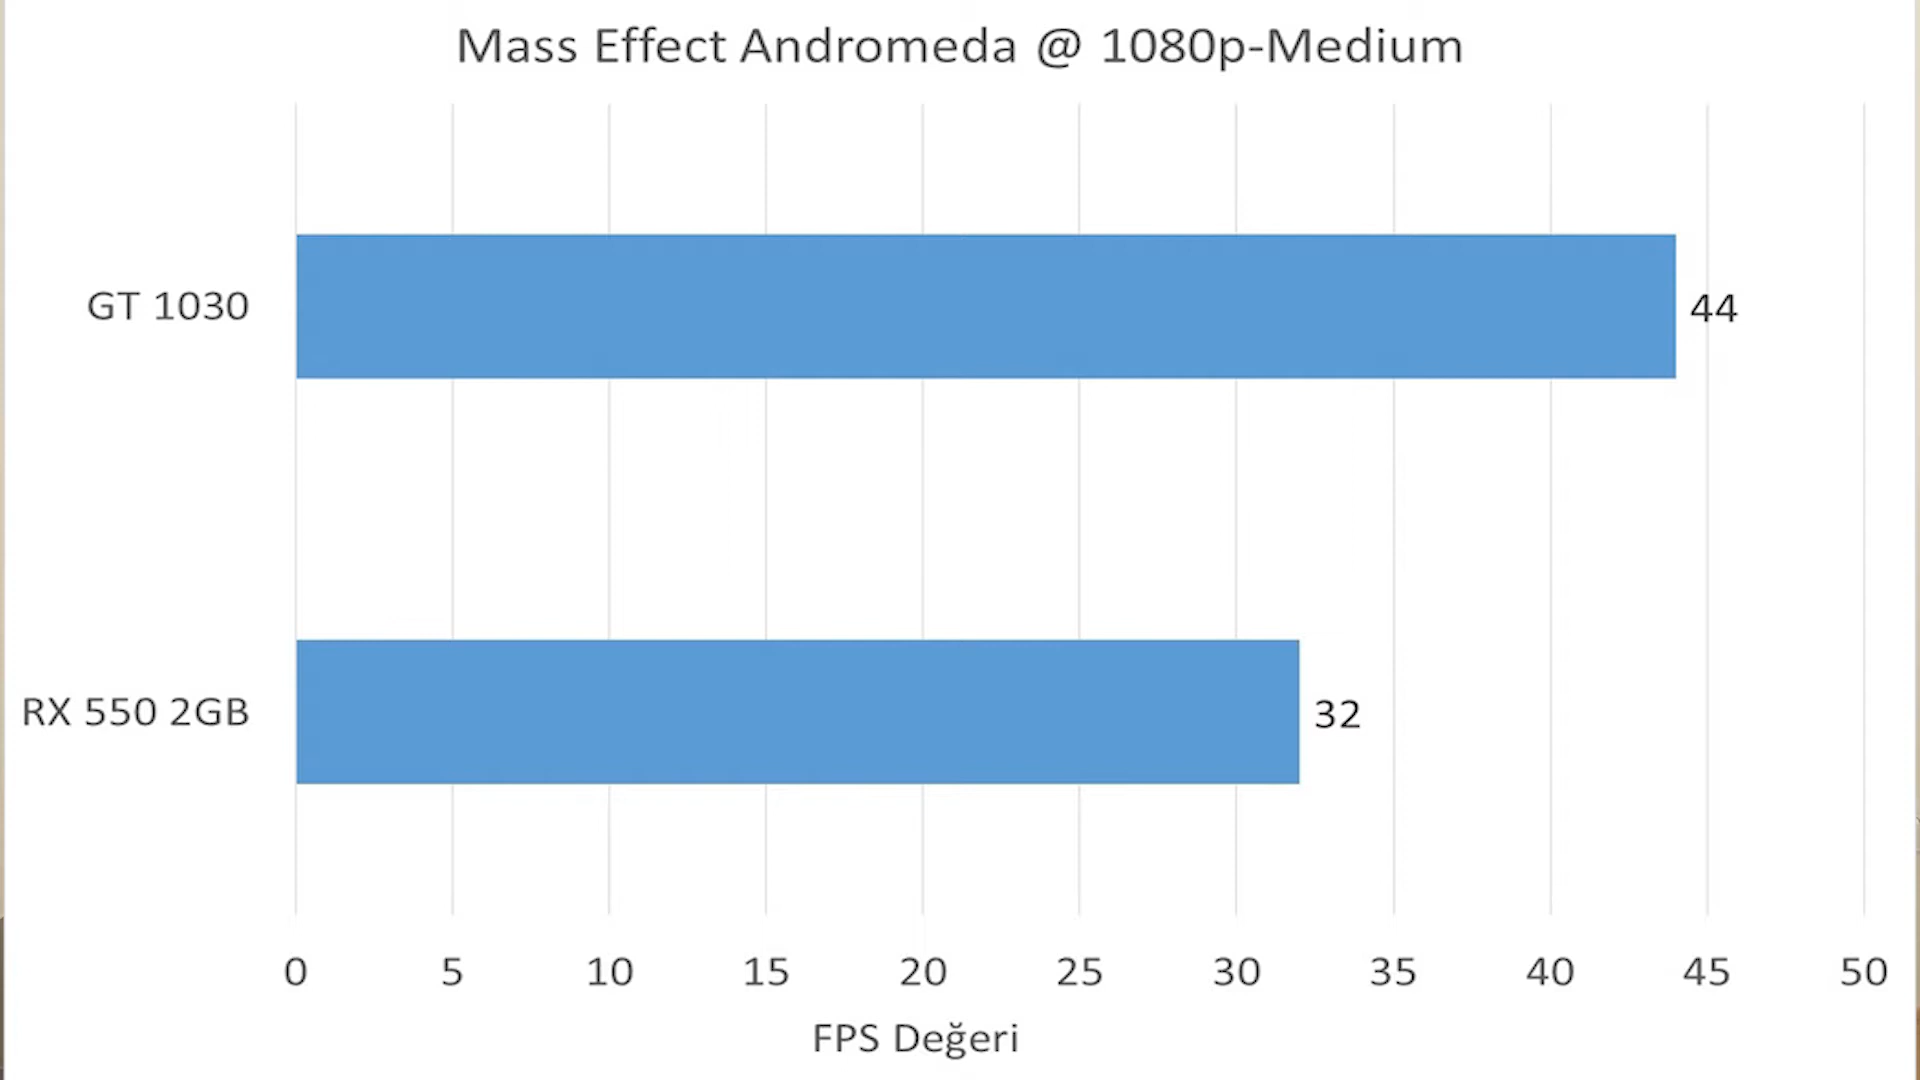 Mass Effect Andromeda @ 1080p-Medium
GT 1030
44
RX 550 2GB
32
0 5 10 15 20 25 30 35 40 45 50
FPS Değeri